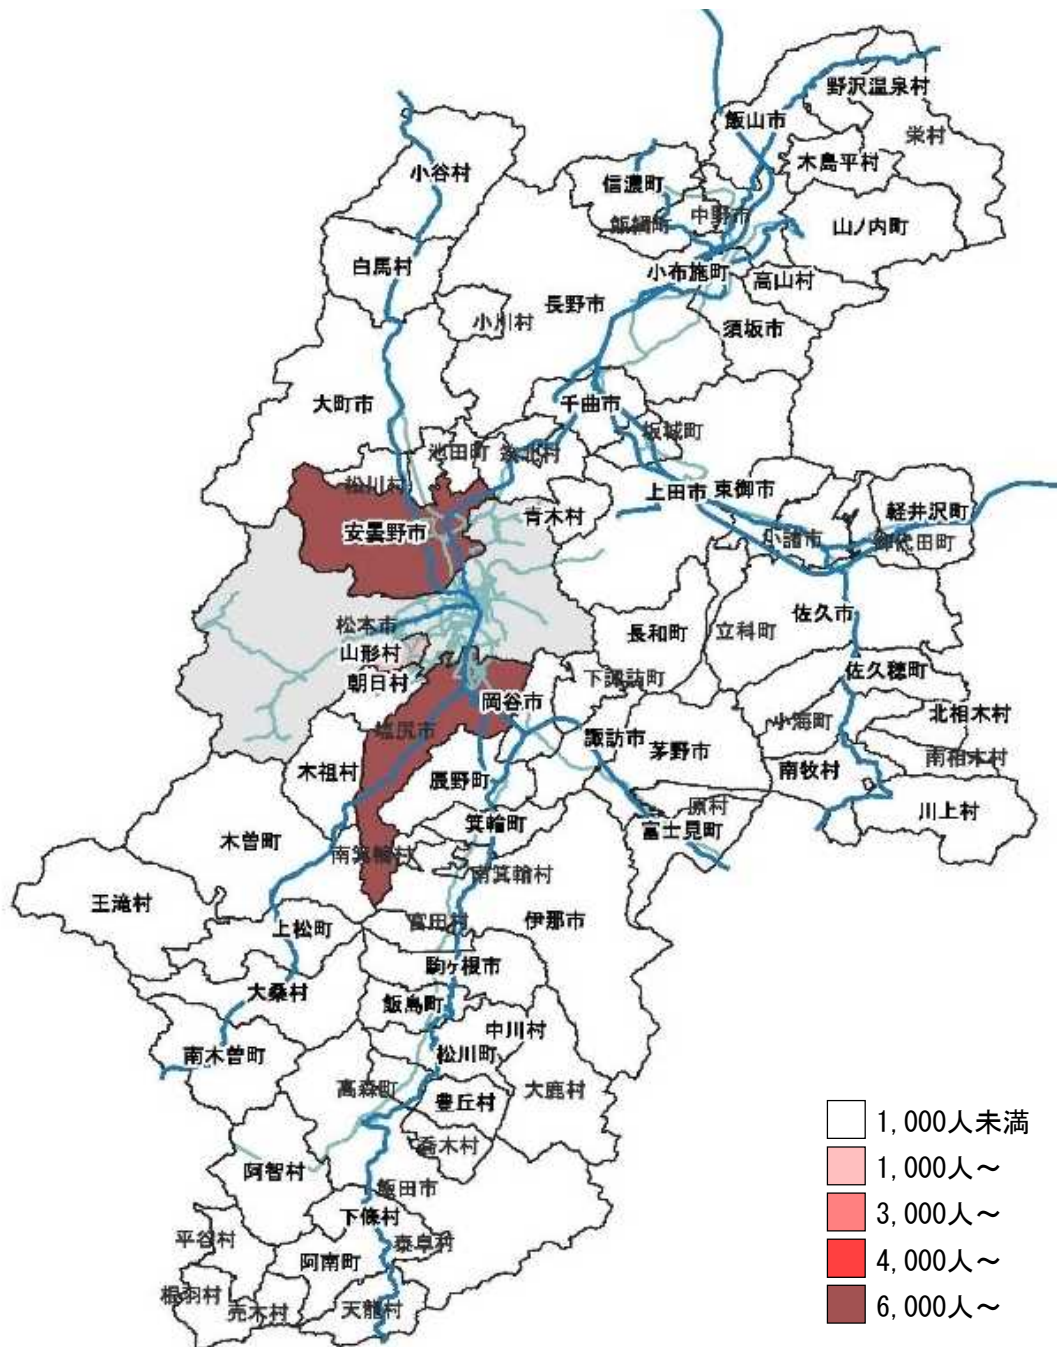 野沢温泉村
飯山市
栄村
木島平村
小谷村
信濃町
中野市
飯綱町
山ノ内町
白馬村
小布施町
高山村
長野市
小川村
須坂市
千曲市
大町市
坂城町
池田町
筑北村
松川村
上田市
東御市
青木村
軽井沢町
安曇野市
小諸市
御代田町
佐久市
松本市
長和町
立科町
山形村
佐久穂町
朝日村
下諏訪町
岡谷市
北相木村
小海町
塩尻市
諏訪市
茅野市
南相木村
木祖村
南牧村
辰野町
原村
川上村
箕輪町
富士見町
木曽町
南箕輪村
南箕輪村
王滝村
宮田村
伊那市
上松町
駒ヶ根市
大桑村
飯島町
中川村
南木曽町
松川町
高森町
大鹿村
豊丘村
喬木村
阿智村
飯田市
下條村
平谷村
泰阜村
阿南町
根羽村
売木村
天龍村
1,000人未満
1,000人～
3,000人～
4,000人～
6,000人～